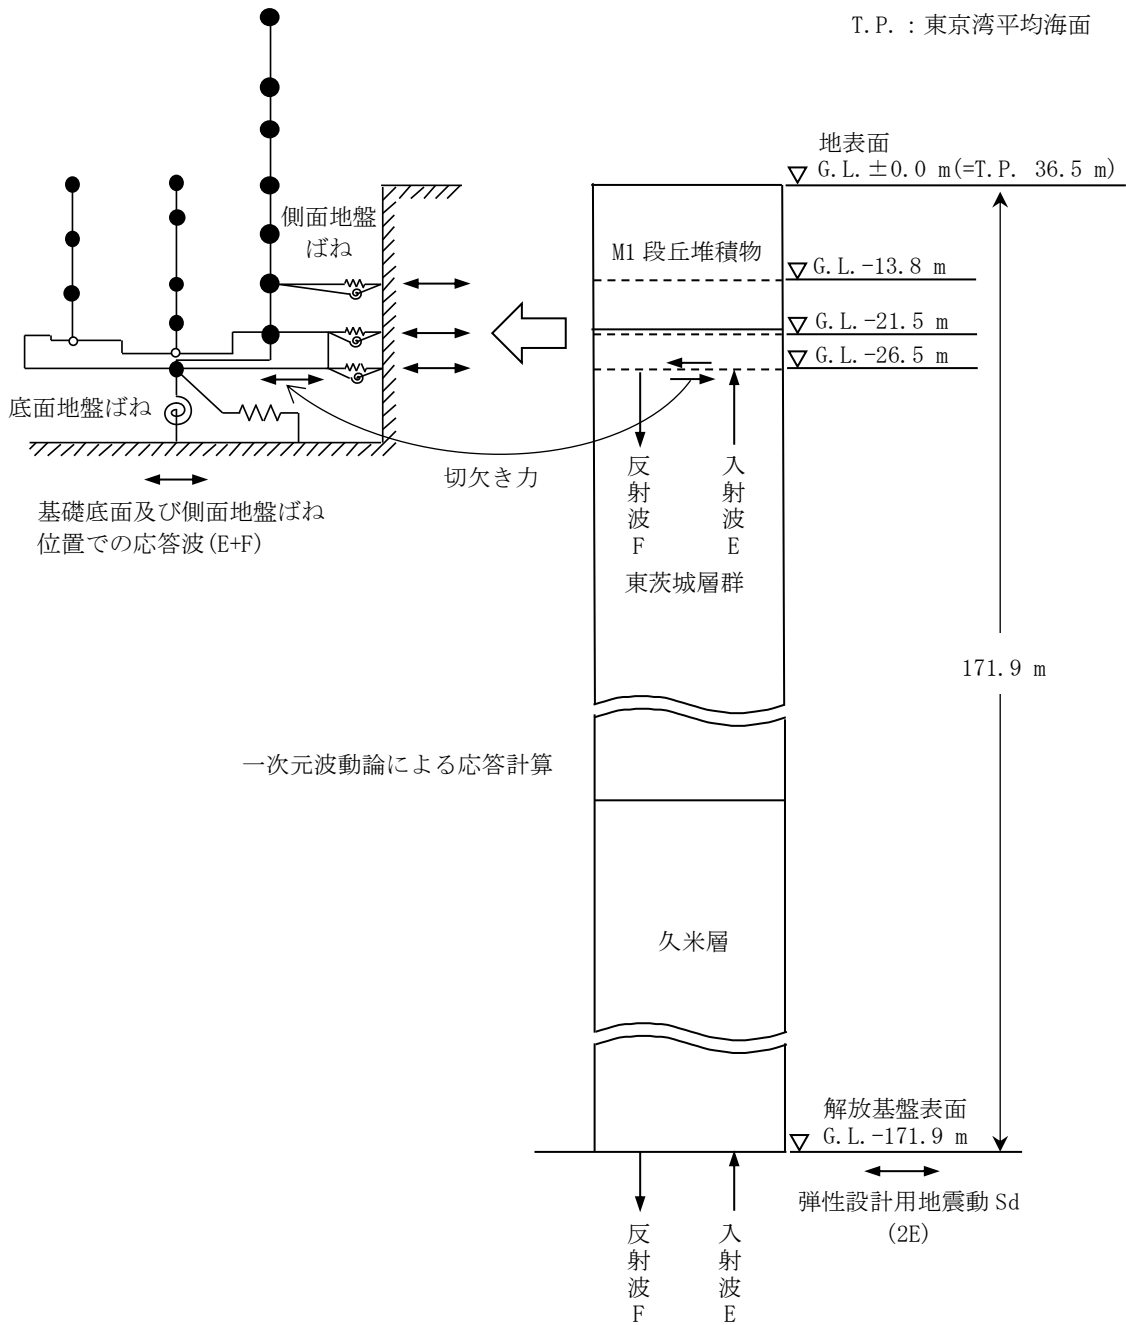 T.P. : 東京湾平均海面
地表面
G.L.±0.0 m(=T.P. 36.5 m)
側面地盤
ばね
M1 段丘堆積物
G.L.-13.8 m
G.L.-21.5 m
G.L.-26.5 m
底面地盤ばね
切欠き力
反射波F
入射波E
基礎底面及び側面地盤ばね
位置での応答波(E+F)
東茨城層群
171.9 m
一次元波動論による応答計算
久米層
解放基盤表面
G.L.-171.9 m
弾性設計用地震動 Sd
(2E)
反射波F
入射波E